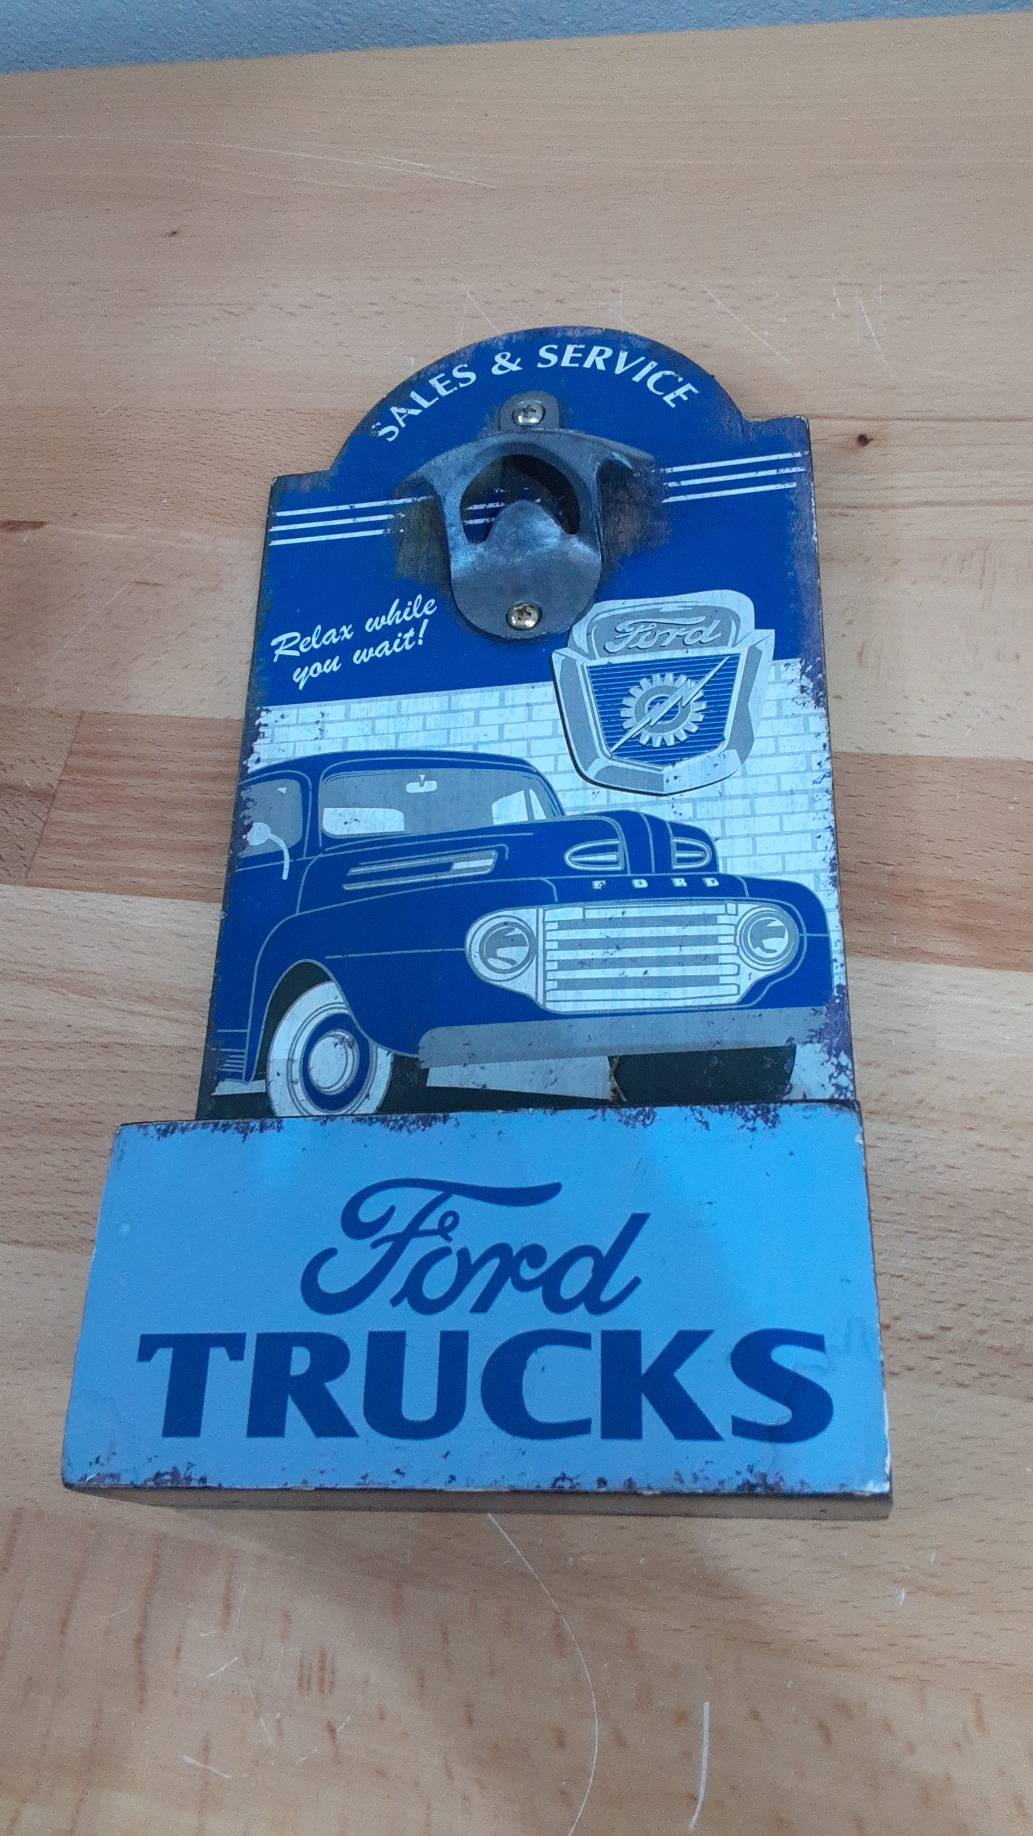 SALES & SERVICE
Relax while
you wait!
Ford
FORD
Ford
TRUCKS